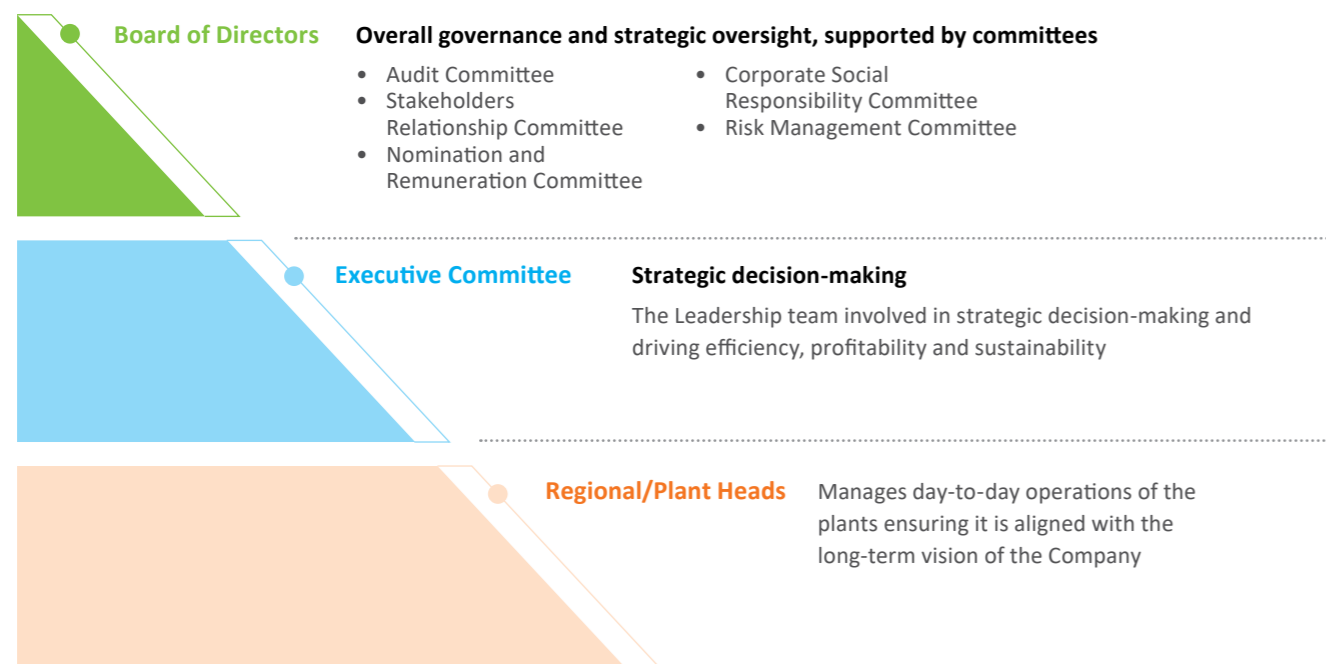 Board of Directors
Overall governance and strategic oversight, supported by committees
• Audit Committee
• Stakeholders
Relationship Committee
• Nomination and
Remuneration Committee
• Corporate Social
Responsibility Committee
• Risk Management Committee
Executive Committee
Strategic decision-making
The Leadership team involved in strategic decision-making and
driving efficiency, profitability and sustainability
Regional/Plant Heads
Manages day-to-day operations of the
plants ensuring it is aligned with the
long-term vision of the Company